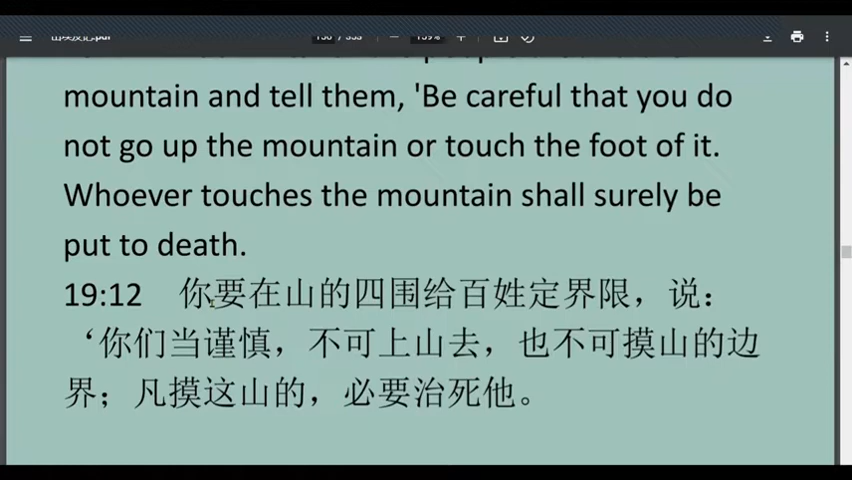 mountain and tell them, 'Be careful that you do
not go up the mountain or touch the foot of it.
Whoever touches the mountain shall surely be
put to death.
19:12 你要在山的四围给百姓定界限，说：
‘你们当谨慎，不可上山去，也不可摸山的边
界；凡摸这山的，必要治死他。